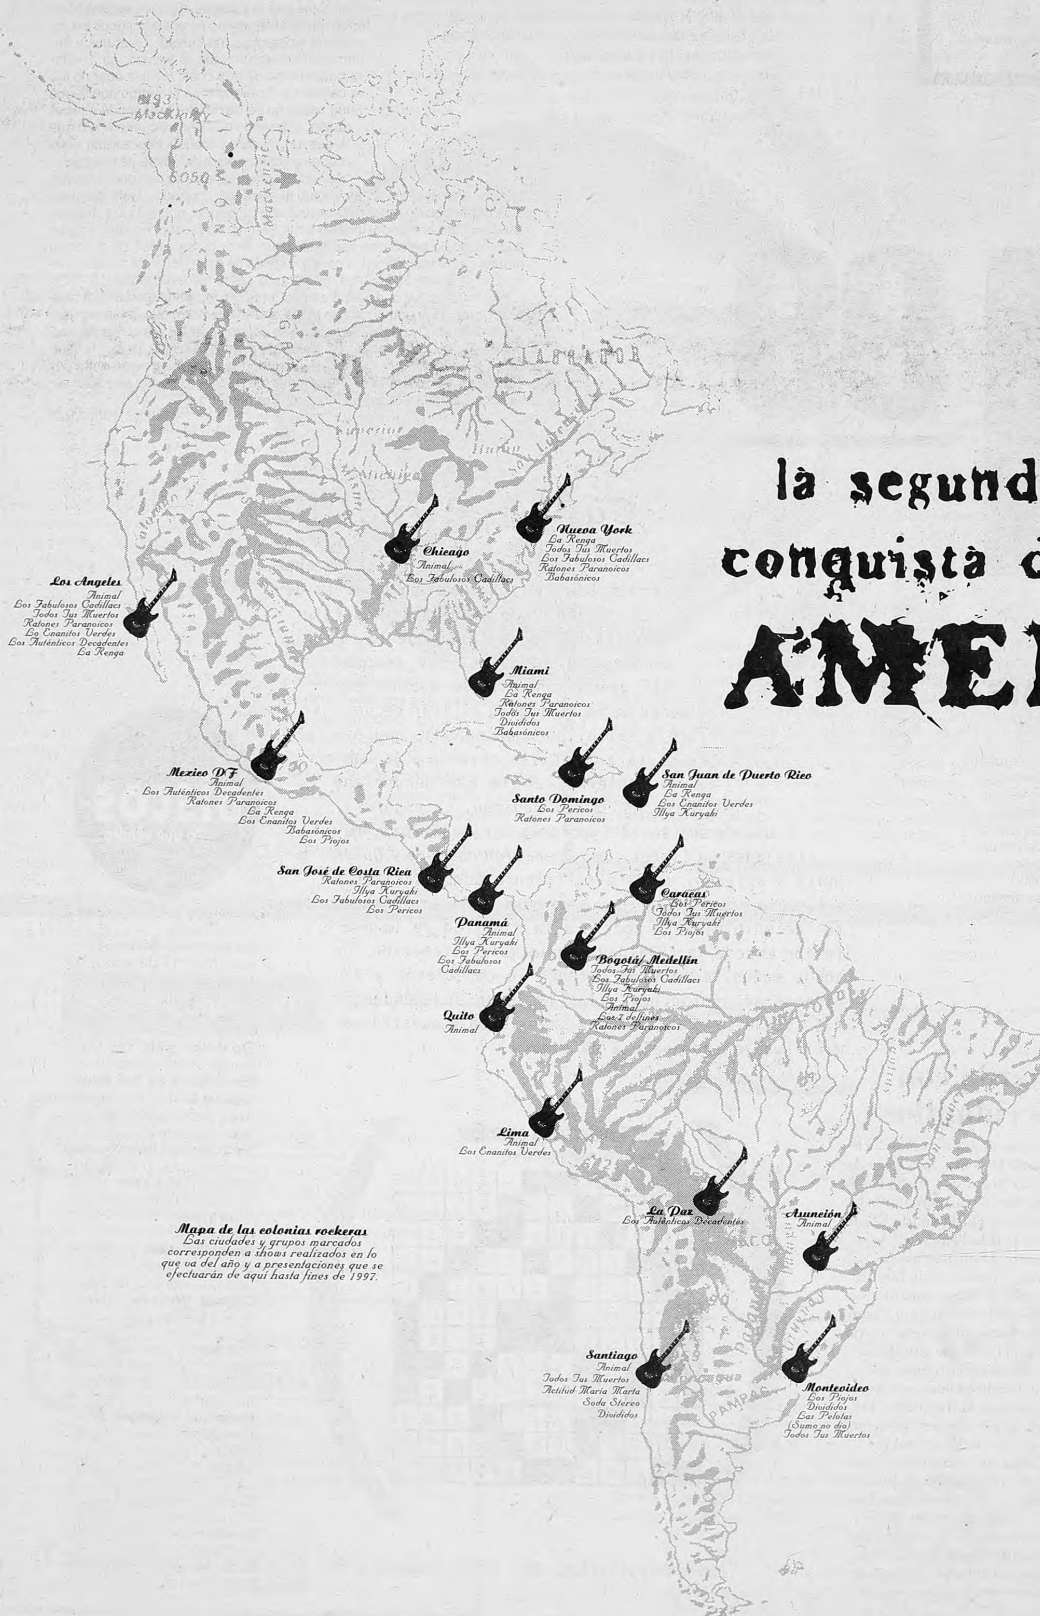 MacKinley
6050
Mackenzie
LABRADOR
Superior
Huron
Michigan
la segund
conquista d
AMER
Nueva York
La Renga
Todos Tus Muertos
Los Fabulosos Cadillacs
Ratones Paranoicos
Babasónicos
Chicago
Animal
Los Fabulosos Cadillacs
Los Angeles
Animal
Los Fabulosos Cadillacs
Todos Tus Muertos
Ratones Paranoicos
Lo Enanitos Verdes
Los Auténticos Decadentes
La Renga
Miami
Animal
La Renga
Ratones Paranoicos
Todos Tus Muertos
Divididos
Babasónicos
Mexico DF
Animal
Los Auténticos Decadentes
Ratones Paranoicos
La Renga
Los Enanitos Verdes
Babasónicos
Los Piojos
Santo Domingo
Los Pericos
Ratones Paranoicos
San Juan de Puerto Rico
Animal
La Renga
Los Enanitos Verdes
Illya Kuryaki
San José de Costa Rica
Ratones Paranoicos
Illya Kuryaki
Los Fabulosos Cadillacs
Los Pericos
Panamá
Animal
Illya Kuryaki
Los Pericos
Los Fabulosos
Cadillacs
Caracas
Los Pericos
Todos Tus Muertos
Illya Kuryaki
Los Piojos
Bogotá/ Medellín
Todos Tus Muertos
Los Fabulosos Cadillacs
Illya Kuryaki
Los Piojos
Animal
Los 7 delfines
Ratones Paranoicos
Quito
Animal
Lima
Animal
Los Enanitos Verdes
La Paz
Los Auténticos Decadentes
Asunción
Animal
Mapa de las colonias rockeras
Las ciudades y grupos marcados
corresponden a shows realizados en lo
que va del año y a presentaciones que se
efectuarán de aquí hasta fines de 1997.
Santiago
Animal
Todos Tus Muertos
Actitud María Marta
Soda Stereo
Divididos
Montevideo
Los Piojos
Divididos
Las Pelotas
(Sumo no dio)
Todos Tus Muertos
PAMPAS